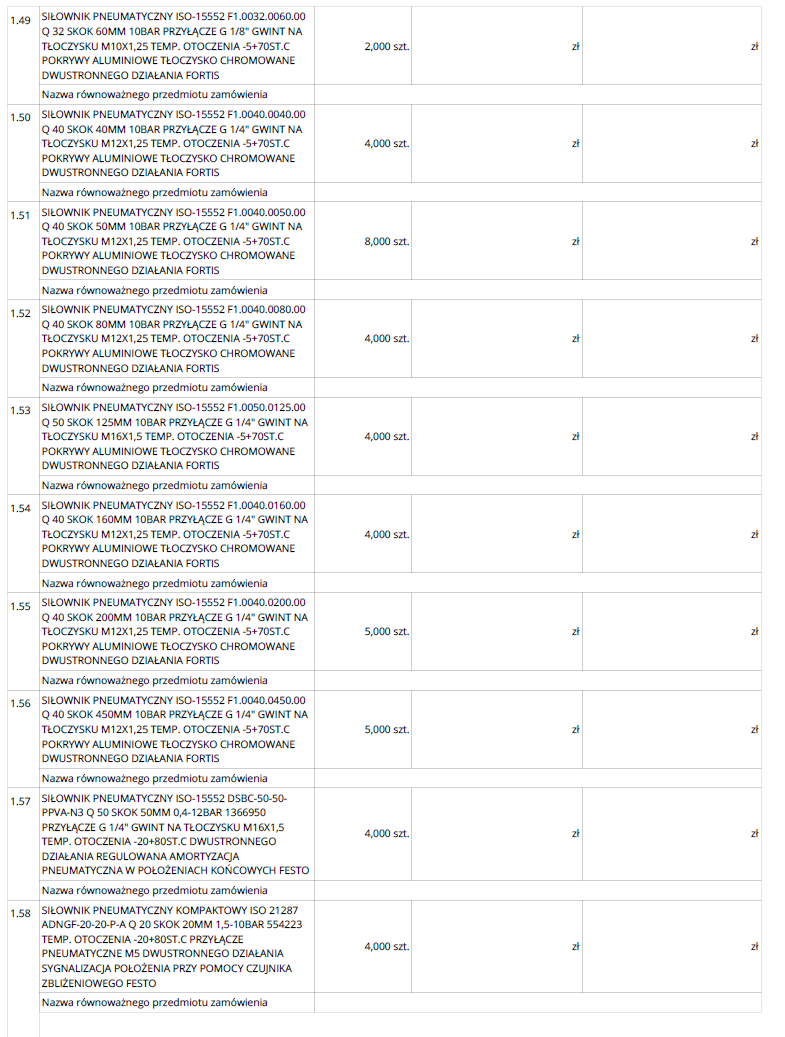 1.49
SIŁOWNIK PNEUMATYCZNY ISO-15552 F1.0032.0060.00
Q 32 SKOK 60MM 10BAR PRZYŁĄCZE G 1/8" GWINT NA
TŁOCZYSKU M10X1,25 TEMP. OTOCZENIA -5+70ST.C
POKRYWY ALUMINIOWE TŁOCZYSKO CHROMOWANE
DWUSTRONNEGO DZIAŁANIA FORTIS
2,000 szt.
zł
zł
Nazwa równoważnego przedmiotu zamówienia
1.50
SIŁOWNIK PNEUMATYCZNY ISO-15552 F1.0040.0040.00
Q 40 SKOK 40MM 10BAR PRZYŁĄCZE G 1/4" GWINT NA
TŁOCZYSKU M12X1,25 TEMP. OTOCZENIA -5+70ST.C
POKRYWY ALUMINIOWE TŁOCZYSKO CHROMOWANE
DWUSTRONNEGO DZIAŁANIA FORTIS
4,000 szt.
zł
zł
Nazwa równoważnego przedmiotu zamówienia
1.51
SIŁOWNIK PNEUMATYCZNY ISO-15552 F1.0040.0050.00
Q 40 SKOK 50MM 10BAR PRZYŁĄCZE G 1/4" GWINT NA
TŁOCZYSKU M12X1,25 TEMP. OTOCZENIA -5+70ST.C
POKRYWY ALUMINIOWE TŁOCZYSKO CHROMOWANE
DWUSTRONNEGO DZIAŁANIA FORTIS
8,000 szt.
zł
zł
Nazwa równoważnego przedmiotu zamówienia
1.52
SIŁOWNIK PNEUMATYCZNY ISO-15552 F1.0040.0080.00
Q 40 SKOK 80MM 10BAR PRZYŁĄCZE G 1/4" GWINT NA
TŁOCZYSKU M12X1,25 TEMP. OTOCZENIA -5+70ST.C
POKRYWY ALUMINIOWE TŁOCZYSKO CHROMOWANE
DWUSTRONNEGO DZIAŁANIA FORTIS
4,000 szt.
zł
zł
Nazwa równoważnego przedmiotu zamówienia
1.53
SIŁOWNIK PNEUMATYCZNY ISO-15552 F1.0050.0125.00
Q 50 SKOK 125MM 10BAR PRZYŁĄCZE G 1/4" GWINT NA
TŁOCZYSKU M16X1,5 TEMP. OTOCZENIA -5+70ST.C
POKRYWY ALUMINIOWE TŁOCZYSKO CHROMOWANE
DWUSTRONNEGO DZIAŁANIA FORTIS
4,000 szt.
zł
zł
Nazwa równoważnego przedmiotu zamówienia
1.54
SIŁOWNIK PNEUMATYCZNY ISO-15552 F1.0040.0160.00
Q 40 SKOK 160MM 10BAR PRZYŁĄCZE G 1/4" GWINT NA
TŁOCZYSKU M12X1,25 TEMP. OTOCZENIA -5+70ST.C
POKRYWY ALUMINIOWE TŁOCZYSKO CHROMOWANE
DWUSTRONNEGO DZIAŁANIA FORTIS
4,000 szt.
zł
zł
Nazwa równoważnego przedmiotu zamówienia
1.55
SIŁOWNIK PNEUMATYCZNY ISO-15552 F1.0040.0200.00
Q 40 SKOK 200MM 10BAR PRZYŁĄCZE G 1/4" GWINT NA
TŁOCZYSKU M12X1,25 TEMP. OTOCZENIA -5+70ST.C
POKRYWY ALUMINIOWE TŁOCZYSKO CHROMOWANE
DWUSTRONNEGO DZIAŁANIA FORTIS
5,000 szt.
zł
zł
Nazwa równoważnego przedmiotu zamówienia
1.56
SIŁOWNIK PNEUMATYCZNY ISO-15552 F1.0040.0450.00
Q 40 SKOK 450MM 10BAR PRZYŁĄCZE G 1/4" GWINT NA
TŁOCZYSKU M12X1,25 TEMP. OTOCZENIA -5+70ST.C
POKRYWY ALUMINIOWE TŁOCZYSKO CHROMOWANE
DWUSTRONNEGO DZIAŁANIA FORTIS
5,000 szt.
zł
zł
Nazwa równoważnego przedmiotu zamówienia
1.57
SIŁOWNIK PNEUMATYCZNY ISO-15552 DSBC-50-50-
PPVA-N3 Q 50 SKOK 50MM 0,4-12BAR 1366950
PRZYŁĄCZE G 1/4" GWINT NA TŁOCZYSKU M16X1,5
TEMP. OTOCZENIA -20+80ST.C DWUSTRONNEGO
DZIAŁANIA REGULOWANA AMORTYZACJA
PNEUMATYCZNA W POŁOŻENIACH KOŃCOWYCH FESTO
4,000 szt.
zł
zł
Nazwa równoważnego przedmiotu zamówienia
1.58
SIŁOWNIK PNEUMATYCZNY KOMPAKTOWY ISO 21287
ADNGF-20-20-P-A Q 20 SKOK 20MM 1,5-10BAR 554223
TEMP. OTOCZENIA -20+80ST.C PRZYŁĄCZE
PNEUMATYCZNE M5 DWUSTRONNEGO DZIAŁANIA
SYGNALIZACJA POŁOŻENIA PRZY POMOCY CZUJNIKA
ZBLIŻENIOWEGO FESTO
4,000 szt.
zł
zł
Nazwa równoważnego przedmiotu zamówienia